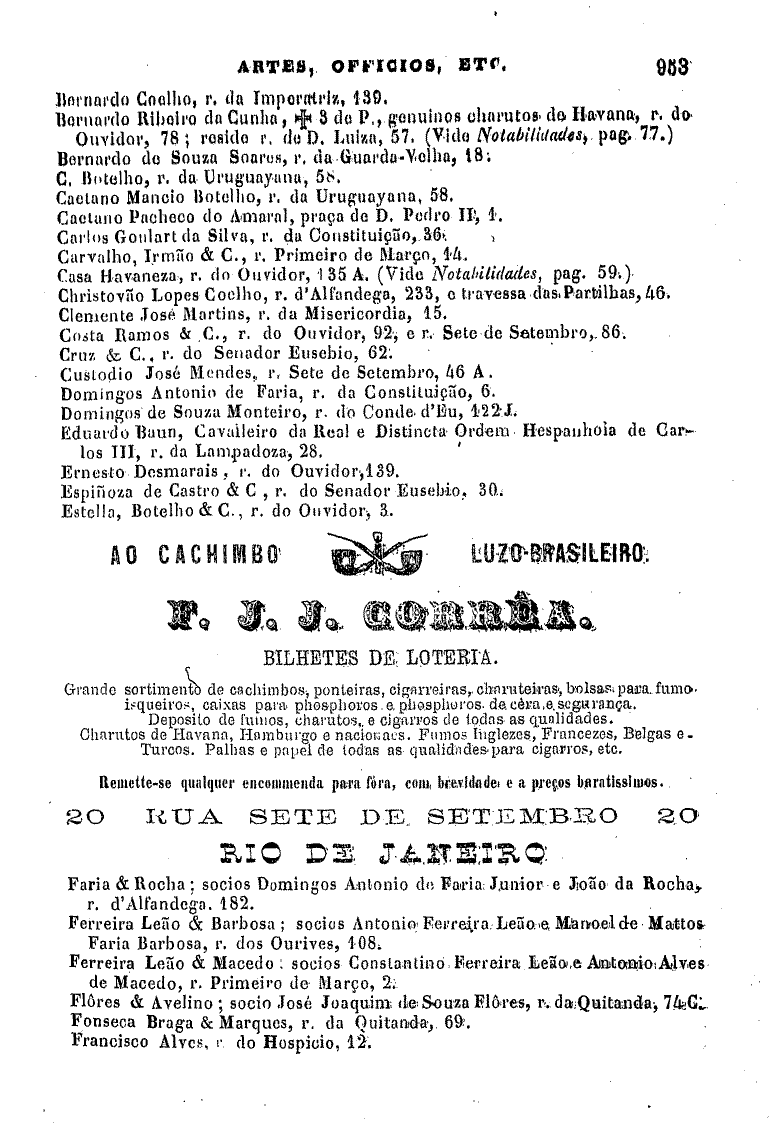 ARTES, OFFICIOS, ETC. 953
Bernardo Coelho, r. da Imperatriz, 139.
Bernardo Ribeiro da Cunha, ✠ 3 de P., genuinos charutos de Havana, r. do
Ouvidor, 78; reside r. de D. Luiza, 57. (Vide Notabilidades, pag. 77.)
Bernardo de Souza Soares, r. da Guarda-Velha, 18.
C. Botelho, r. da Uruguayana, 58.
Caetano Mancio Botelho, r. da Uruguayana, 58.
Caetano Pacheco do Amaral, praça de D. Pedro II, 1.
Carlos Goulart da Silva, r. da Constituição, 36.
Carvalho, Irmão & C., r. Primeiro de Março, 14.
Casa Havaneza, r. do Ouvidor, 135 A. (Vide Notabilidades, pag. 59.)
Christovão Lopes Coelho, r. d'Alfandega, 233, e travessa das Partilhas, 46.
Clemente José Martins, r. da Misericordia, 15.
Costa Ramos & C., r. do Ouvidor, 92, e r. Sete de Setembro, 86.
Cruz & C., r. do Senador Eusebio, 62.
Custodio José Mendes, r. Sete de Setembro, 46 A.
Domingos Antonio de Faria, r. da Constituição, 6.
Domingos de Souza Monteiro, r. do Conde d'Eu, 122 J.
Eduardo Baun, Cavalleiro da Real e Distincta Ordem Hespanhola de Car-
los III, r. da Lampadoza, 28.
Ernesto Desmarais, r. do Ouvidor, 139.
Espiñoza de Castro & C, r. do Senador Eusebio, 30.
Estella, Botelho & C., r. do Ouvidor, 3.
AO CACHIMBO LUZO-BRASILEIRO.
F. J. J. CORRÊA.
BILHETES DE LOTERIA.
Grande sortimento de cachimbos, ponteiras, cigarreiras, charuteiras, bolsas para fumo
isqueiros, caixas para phosphoros e phosphoros de cêra e segurança.
Deposito de fumos, charutos, e cigarros de todas as qualidades.
Charutos de Havana, Hamburgo e nacionaes. Fumos Inglezes, Francezes, Belgas e
Turcos. Palhas e papel de todas as qualidades para cigarros, etc.
Remette-se qualquer encommenda para fóra, com brevidade e a preços baratissimos.
20 RUA SETE DE SETEMBRO 20
RIO DE JANEIRO
Faria & Rocha; socios Domingos Antonio de Faria Junior e João da Rocha,
r. d'Alfandega. 182.
Ferreira Leão & Barbosa; socios Antonio Ferreira Leão e Manoel de Mattos
Faria Barbosa, r. dos Ourives, 108.
Ferreira Leão & Macedo: socios Constantino Ferreira Leão e Antonio Alves
de Macedo, r. Primeiro de Março, 2.
Flôres & Avelino; socio José Joaquim de Souza Flôres, r. da Quitanda, 74 G.
Fonseca Braga & Marques, r. da Quitanda, 69.
Francisco Alves, r do Hospicio, 12.